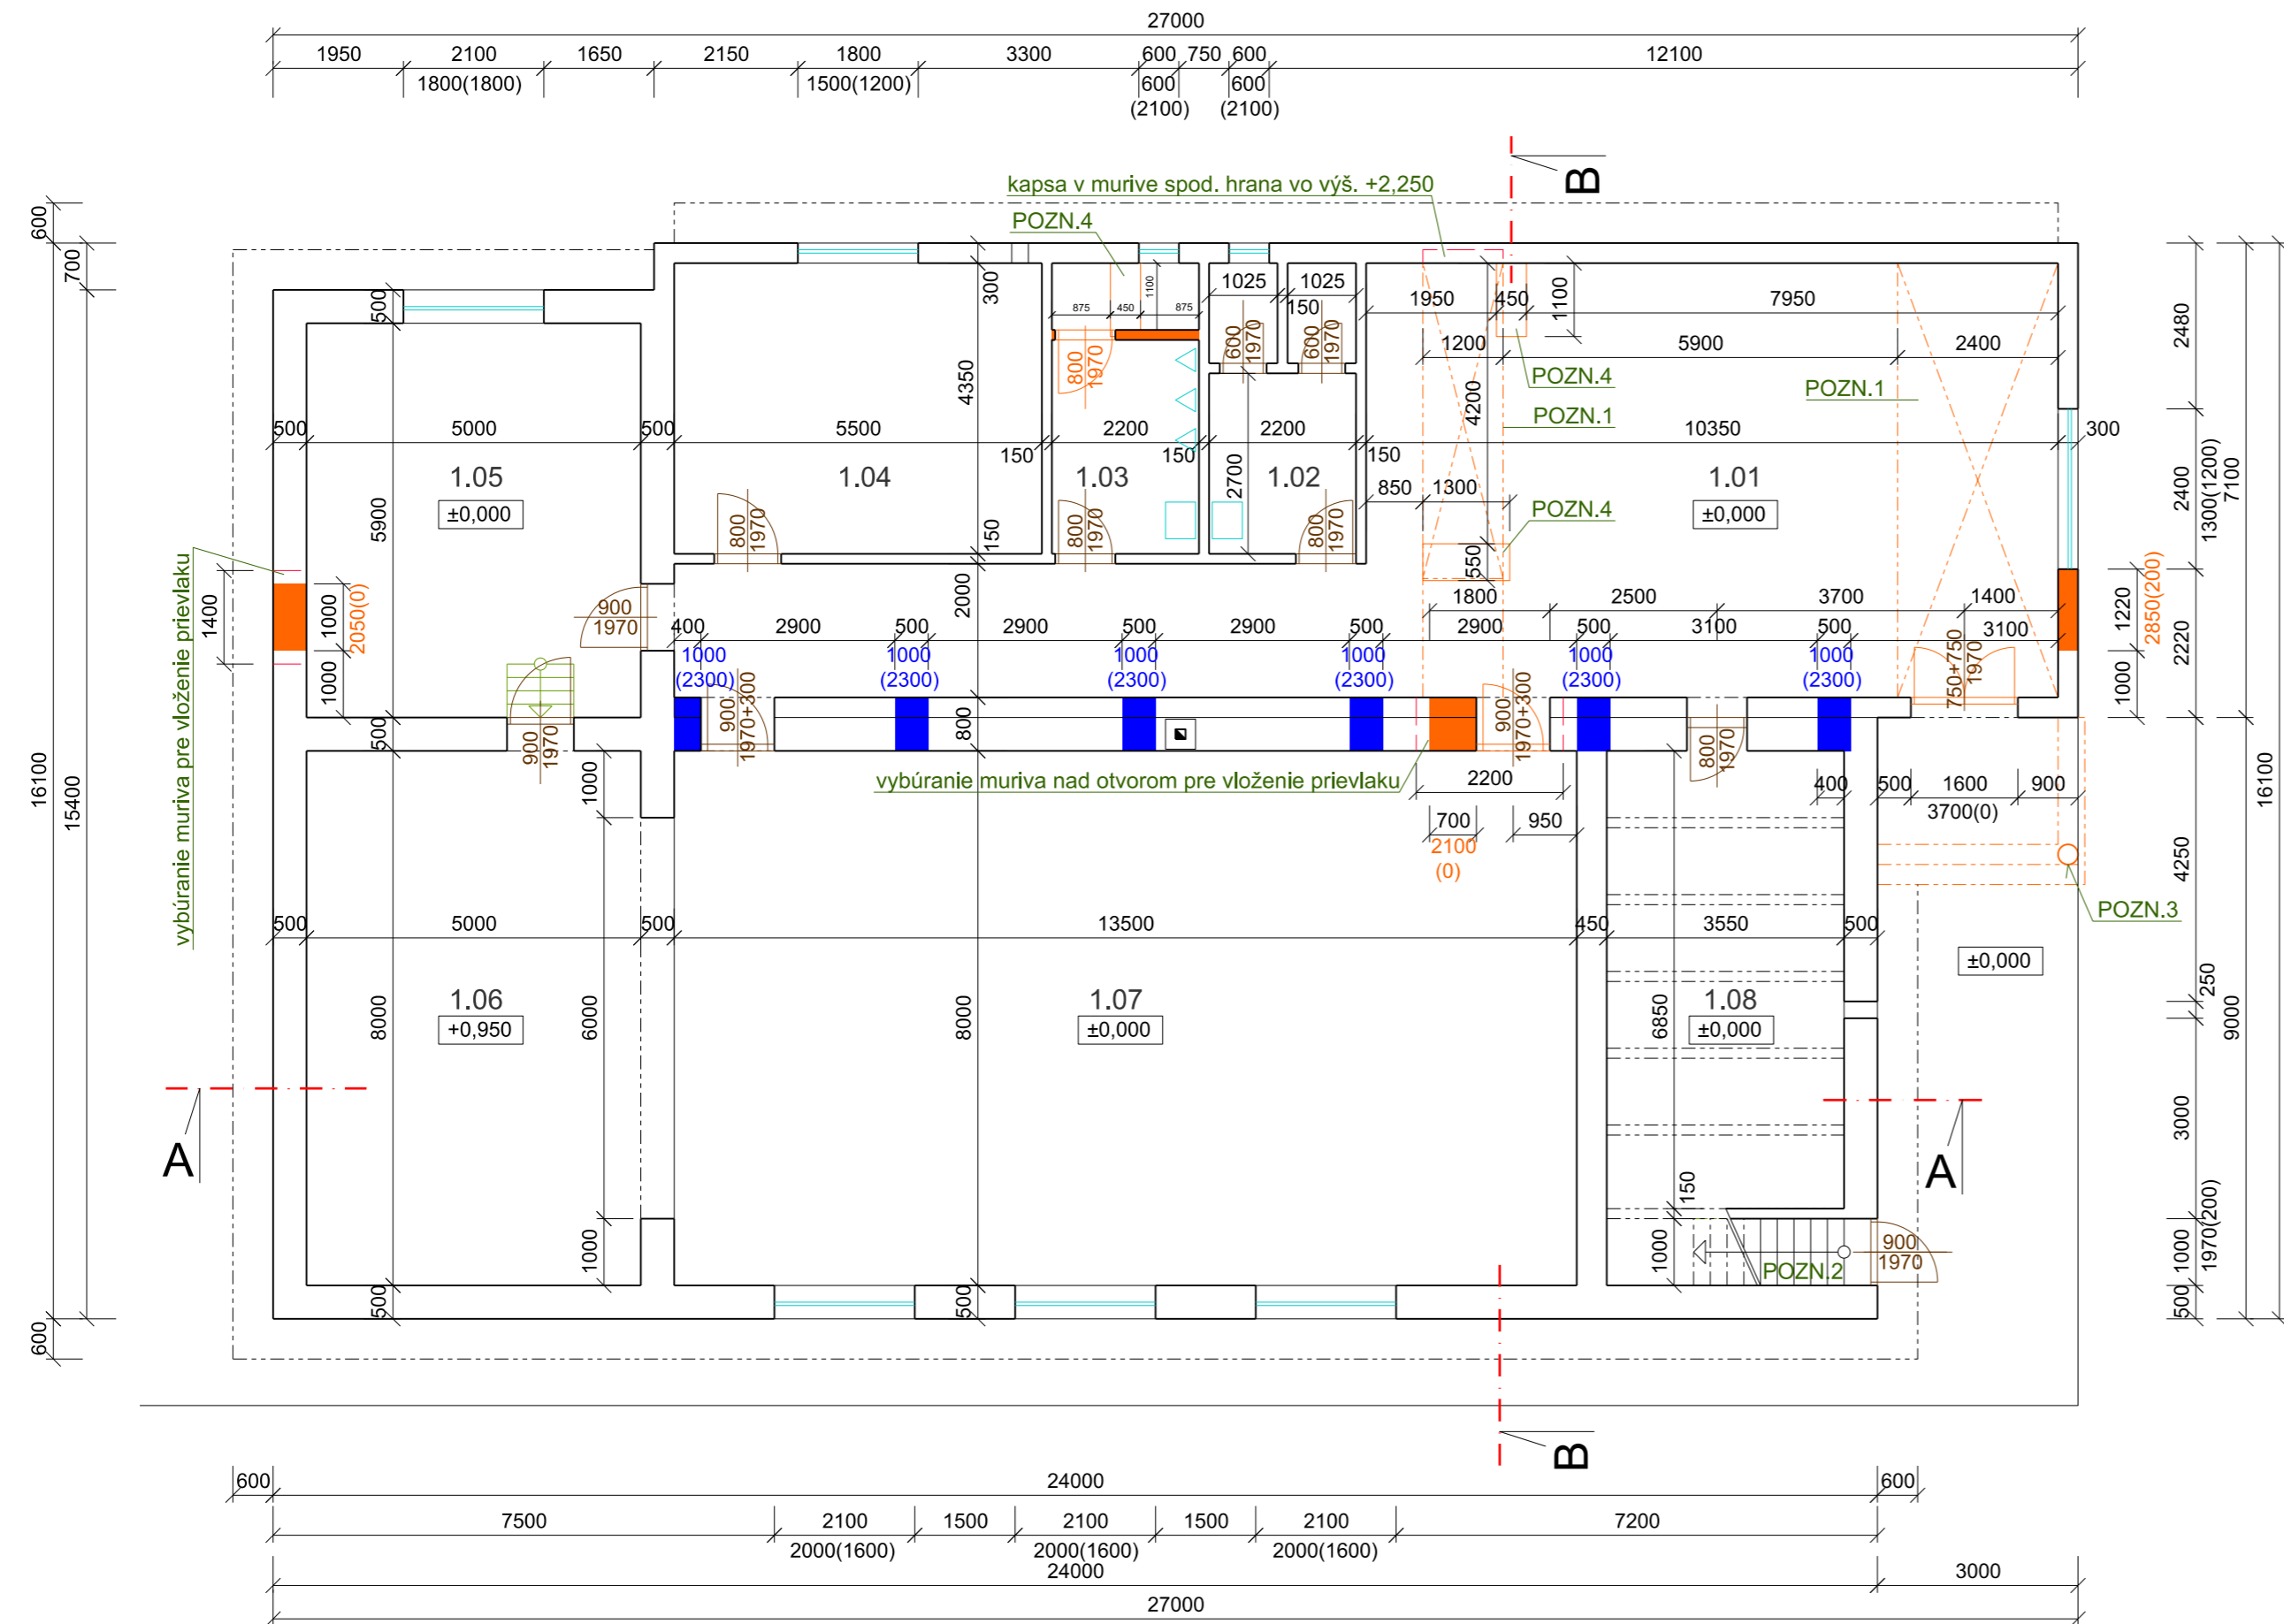 27000
1950 2100 1650 2150 1800 3300 600 750 600 12100
1800(1800) 1500(1200) 600 600
(2100) (2100)
B
kapsa v murive spod. hrana vo výš. +2,250
POZN.4
600
700
500
300
1100
1025 1025
150
875 450 875
1950 450 7950
1100
1200 5900 2400
600
1970
600
1970
800
1970
POZN.4
POZN.1
POZN.1
4350
4200
2480
500 5000 500 5500 2200 2200 10350 300
150 150 150
1.05 1.04 1.03 1.02 1.01
±0,000
±0,000
2700
850 1300
POZN.4
550
2400
1300(1200)
7100
5900
800
1970
800
1970
800
1970
150
vybúranie muriva pre vloženie prievlaku
1400
1000
2050(0)
1000
900
1970
2000
1800 2500 3700 1400
400 2900 500 2900 500 2900 500 2900 500 3100 500 3100
1000 1000 1000 1000 1000 1000
(2300) (2300) (2300) (2300) (2300) (2300)
1220
2850(200)
2220
1000
750+750
1970
16100
15400
500
900
1970
900
1970+300
800
900
1970+300
800
1970
1000
vybúranie muriva nad otvorom pre vloženie prievlaku
2200
700 950
2100
(0)
400 500 1600 900
3700(0)
16100
4250
POZN.3
500 5000 500 13500 450 3550 500
±0,000
250
9000
1.06 1.07 1.08
+0,950
±0,000
±0,000
8000
6000
8000
6850
A
A
3000
150
1000
1000
POZN.2
900
1970
1000
1970(200)
500
500
500
600
B
600 24000 600
7500 2100 1500 2100 1500 2100 7200
2000(1600) 2000(1600) 2000(1600)
24000 3000
27000